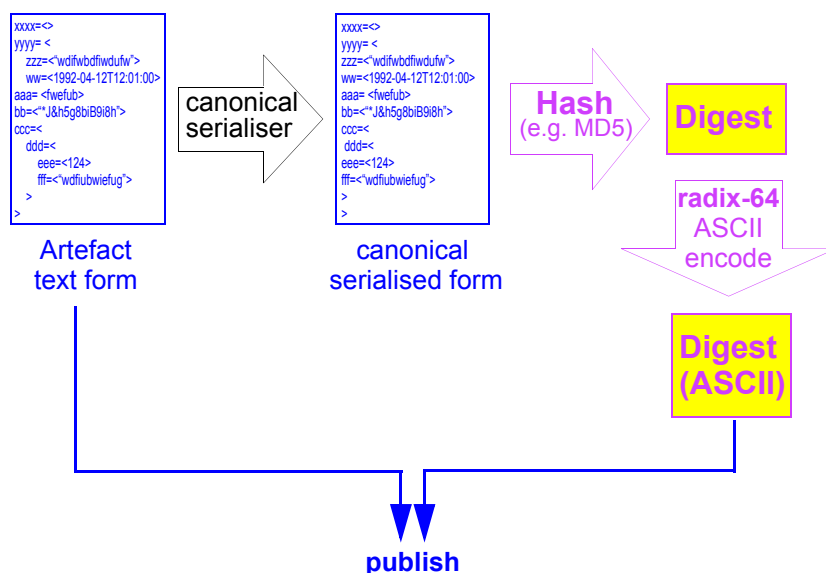 xxxx=<>
yyyy= <
zzz=<“wdifwbdfiwdufw”>
ww=<1992-04-12T12:01:00>
aaa= <fwefub>
bb=<“*J&h5g8biB9i8h”>
ccc=<
ddd=<
eee=<124>
fff=<“wdfiubwiefug”>
>
>
Artefact
text form
canonical
serialiser
xxxx=<>
yyyy= <
zzz=<“wdifwbdfiwdufw”>
ww=<1992-04-12T12:01:00>
aaa= <fwefub>
bb=<“*J&h5g8biB9i8h”>
ccc=<
ddd=<
eee=<124>
fff=<“wdfiubwiefug”>
>
>
canonical
serialised form
Hash
(e.g. MD5)
Digest
radix-64
ASCII
encode
Digest
(ASCII)
publish